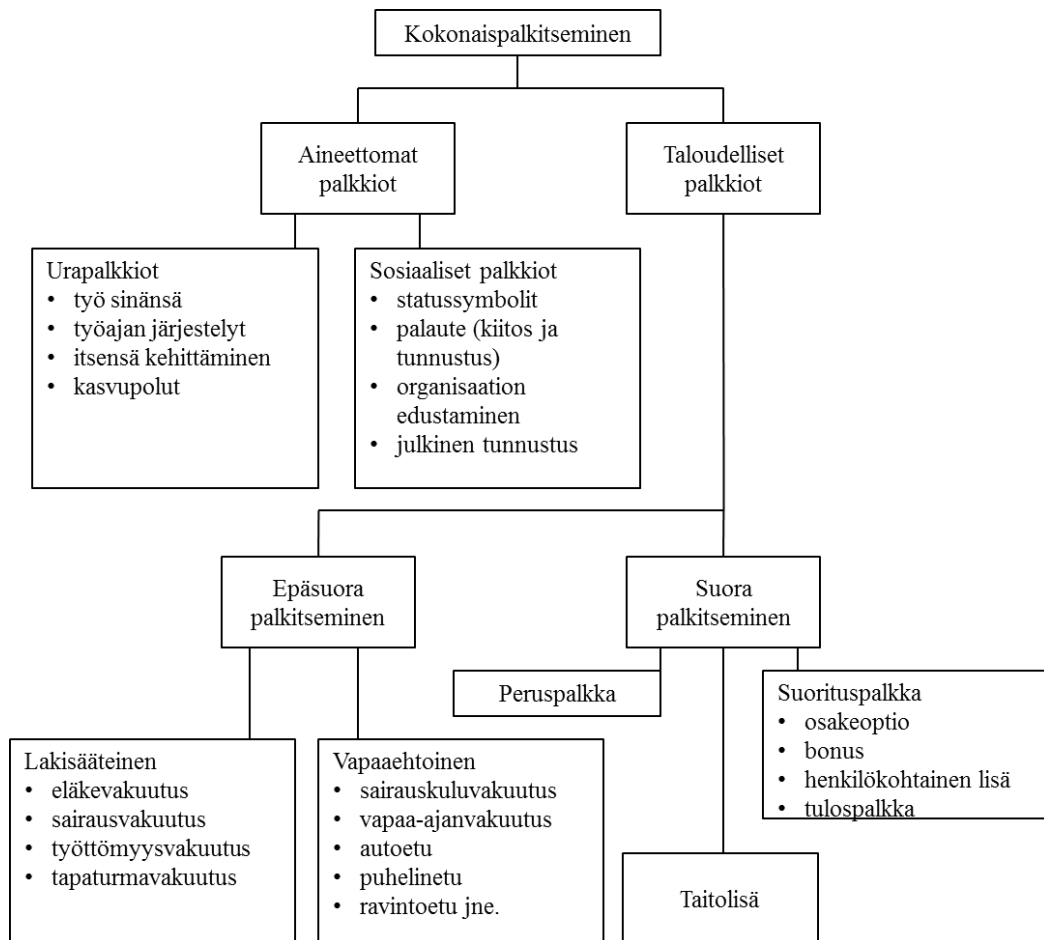 Kokonaispalkitseminen
Aineettomat
palkkiot
Taloudelliset
palkkiot
Urapalkkiot
• työ sinänsä
• työajan järjestelyt
• itsensä kehittäminen
• kasvupolut
Sosiaaliset palkkiot
• statussymbolit
• palaute (kiitos ja
tunnustus)
• organisaation
edustaminen
• julkinen tunnustus
Epäsuora
palkitseminen
Suora
palkitseminen
Peruspalkka
Suorituspalkka
• osakeoptio
• bonus
• henkilökohtainen lisä
• tulospalkka
Lakisääteinen
• eläkevakuutus
• sairausvakuutus
• työttömyysvakuutus
• tapaturmavakuutus
Vapaaehtoinen
• sairauskuluvakuutus
• vapaa-ajanvakuutus
• autoetu
• puhelinetu
• ravintoetu jne.
Taitolisä